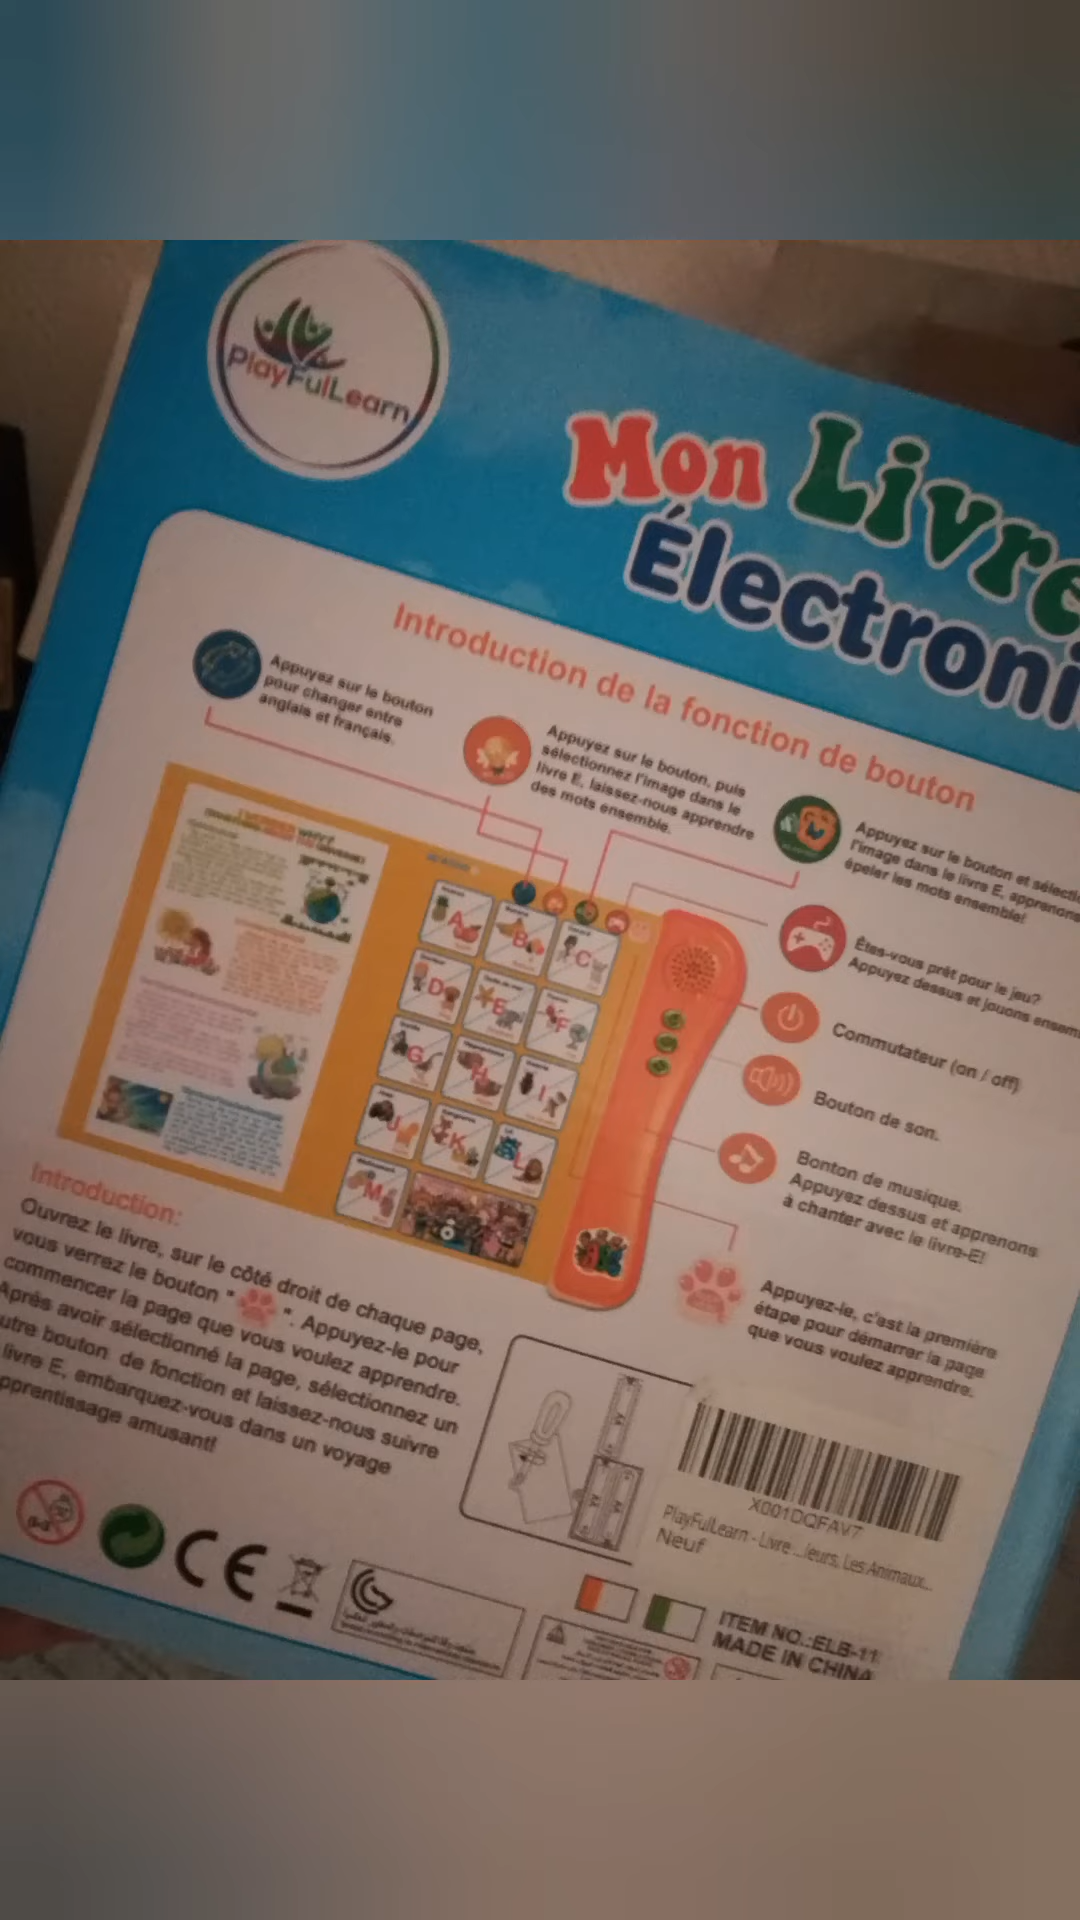 PlayFulLearn
Mon Livre
Électroni
Introduction de la fonction de bouton
Appuyez sur le bouton
pour changer entre
anglais et français.
Appuyez sur le bouton, puis
sélectionnez l'image dans le
livre E, laissez-nous apprendre
des mots ensemble.
Appuyez sur le bouton et sélecti
l'image dans le livre E, apprenons
épeler les mots ensemble!
Êtes-vous prêt pour le jeu?
Appuyez dessus et jouons ensem
Commutateur (on / off)
Bouton de son.
Bonton de musique.
Appuyez dessus et apprenons
à chanter avec le livre-E!
Appuyez-le, c'est la première
étape pour démarrer la page
que vous voulez apprendre.
A
B
C
D
E
F
G
H
I
J
K
L
M
Introduction:
Ouvrez le livre, sur le côté droit de chaque page,
vous verrez le bouton " ". Appuyez-le pour
commencer la page que vous voulez apprendre.
Après avoir sélectionné la page, sélectionnez un
utre bouton de fonction et laissez-nous suivre
livre E, embarquez-vous dans un voyage
pprentissage amusant!
X001DQFAV7
PlayFulLearn - Livre ...leurs, Les Animaux...
Neuf
0-3
CE
ITEM NO.:ELB-11
MADE IN CHINA